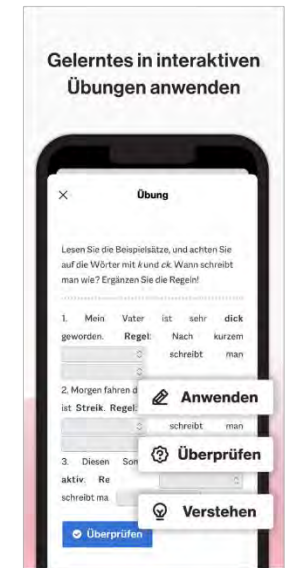 Gelerntes in interaktiven
Übungen anwenden
Übung
Lesen Sie die Beispielsätze, und achten Sie
auf die Wörter mit k und ck. Wann schreibt
man wie? Ergänzen Sie die Regeln!
1. Mein Vater ist sehr dick
geworden. Regel: Nach kurzem
schreibt man
2. Morgen fahren d
ist Streik. Regel:
schreibt man
3. Diesen Som
aktiv. Re
schreibt ma
Anwenden
Überprüfen
Verstehen
Überprüfen